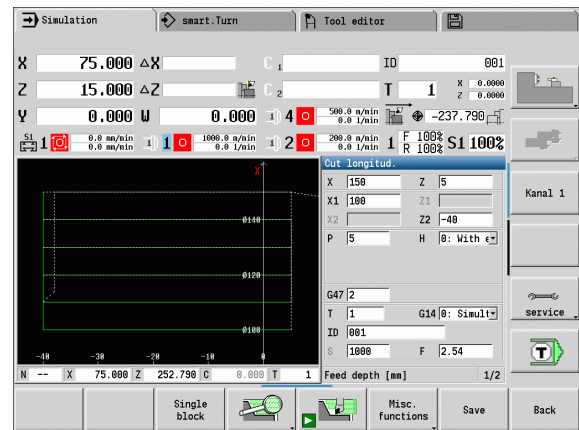 Simulation smart.Turn Tool editor
X 75.000 △X C 1 ID 001
Z 15.000 △Z C 2 T 1 X 0.0000 Z 0.0000
Y 0.000 W 0.000 4 500.0 m/min 0.0 1/min -237.790
S1 1 0.0 mm/min 0.0 mm/min 1 1000.0 m/min 0.0 1/min 2 200.0 m/min 0.0 1/min 1 F 100% R 100% S1 100%
Cut longitud.
X 150 Z 5
X1 100 Z1
X2 Z2 -40
P 5 H 0: With
G47 2
T 1 G14 0: Simult
ID 001
S 1000 F 2.54
Feed depth [mm] 1/2
X
Ø140
Ø120
Ø100
-40 -30 -20 -10 0
N -- X 75.000 Z 252.790 C 0.000 T 1
Kanal 1
service
T
Single block
Misc. functions
Save
Back